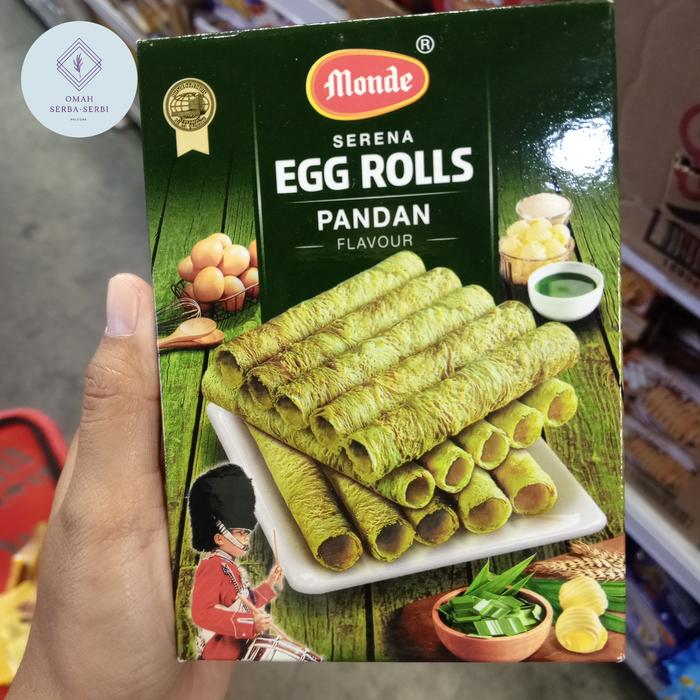 OMAH
SERBA-SERBI
Monde
®
SERENA
EGG ROLLS
PANDAN
FLAVOUR